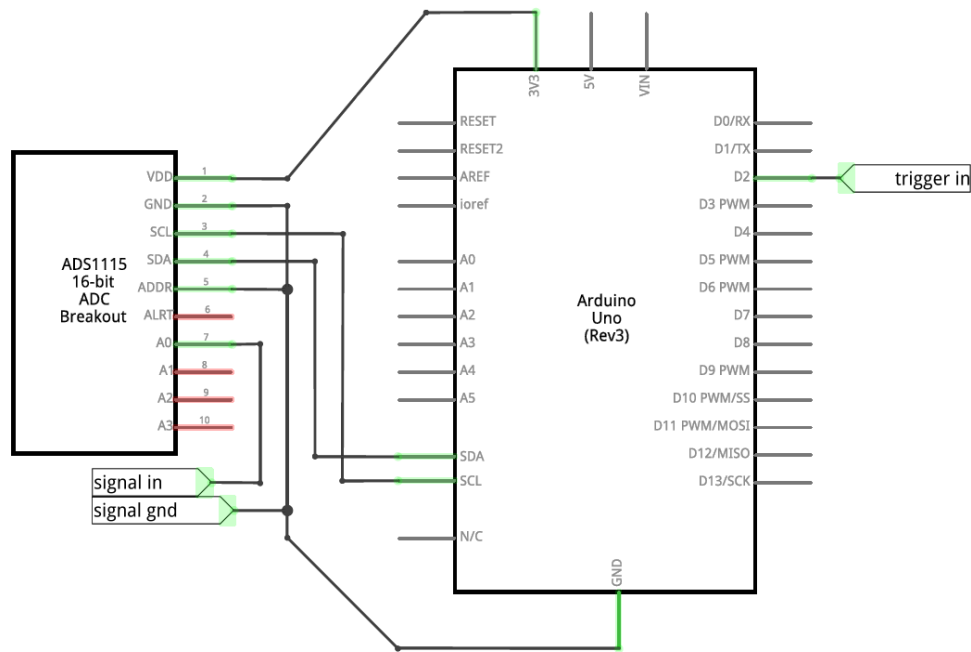 3V3
5V
VIN
VDD 1
GND 2
SCL 3
SDA 4
ADDR 5
ALRT 6
A0 7
A1 8
A2 9
A3 10
ADS1115
16-bit
ADC
Breakout
signal in
signal gnd
RESET
RESET2
AREF
ioref
A0
A1
A2
A3
A4
A5
SDA
SCL
N/C
Arduino
Uno
(Rev3)
D0/RX
D1/TX
D2
D3 PWM
D4
D5 PWM
D6 PWM
D7
D8
D9 PWM
D10 PWM/SS
D11 PWM/MOSI
D12/MISO
D13/SCK
trigger in
GND